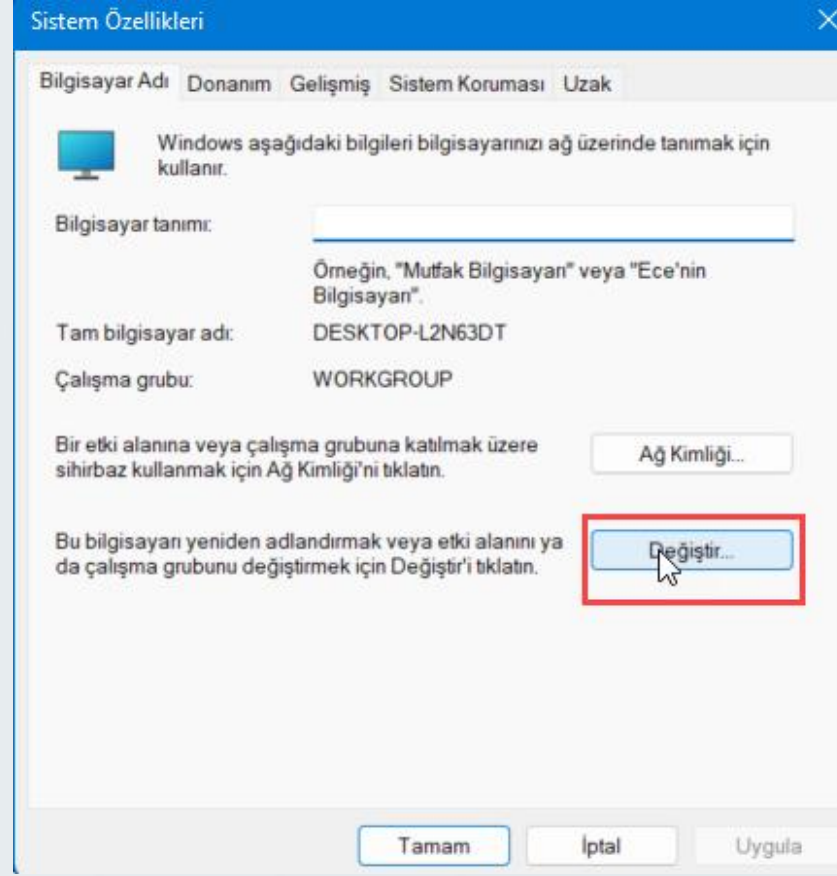 Sistem Özellikleri
Bilgisayar Adı Donanım Gelişmiş Sistem Koruması Uzak
Windows aşağıdaki bilgileri bilgisayarınızı ağ üzerinde tanımak için
kullanır.
Bilgisayar tanımı:
Örneğin, "Mutfak Bilgisayarı" veya "Ece'nin
Bilgisayarı".
Tam bilgisayar adı: DESKTOP-L2N63DT
Çalışma grubu: WORKGROUP
Bir etki alanına veya çalışma grubuna katılmak üzere
sihirbaz kullanmak için Ağ Kimliği'ni tıklatın.
Ağ Kimliği...
Bu bilgisayarı yeniden adlandırmak veya etki alanını ya
da çalışma grubunu değiştirmek için Değiştir'i tıklatın.
Değiştir...
Tamam İptal Uygula